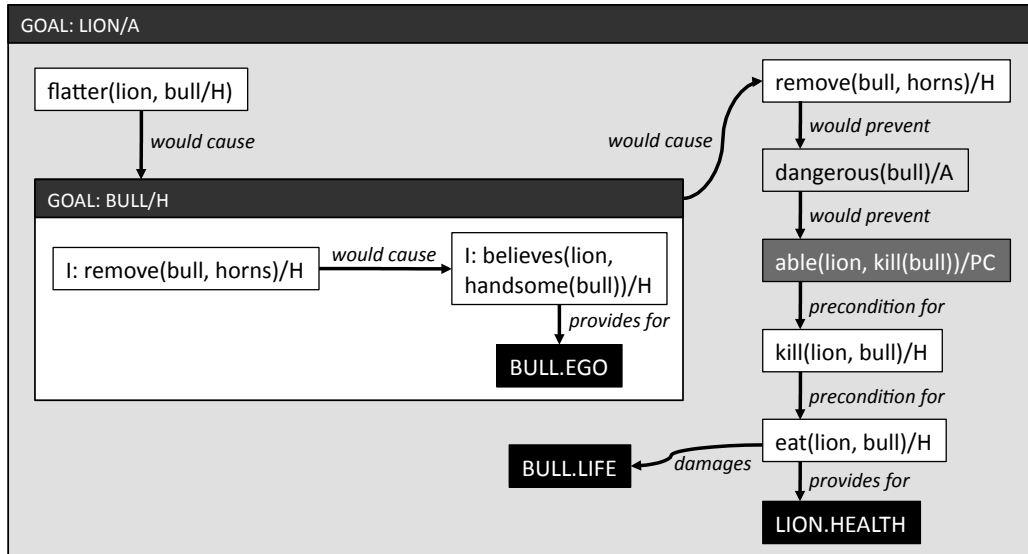 GOAL: LION/A
flatter(lion, bull/H)
would cause
GOAL: BULL/H
I: remove(bull, horns)/H
would cause
I: believes(lion,
handsome(bull))/H
provides for
BULL.EGO
would cause
remove(bull, horns)/H
would prevent
dangerous(bull)/A
would prevent
able(lion, kill(bull))/PC
precondition for
kill(lion, bull)/H
precondition for
eat(lion, bull)/H
damages
BULL.LIFE
provides for
LION.HEALTH